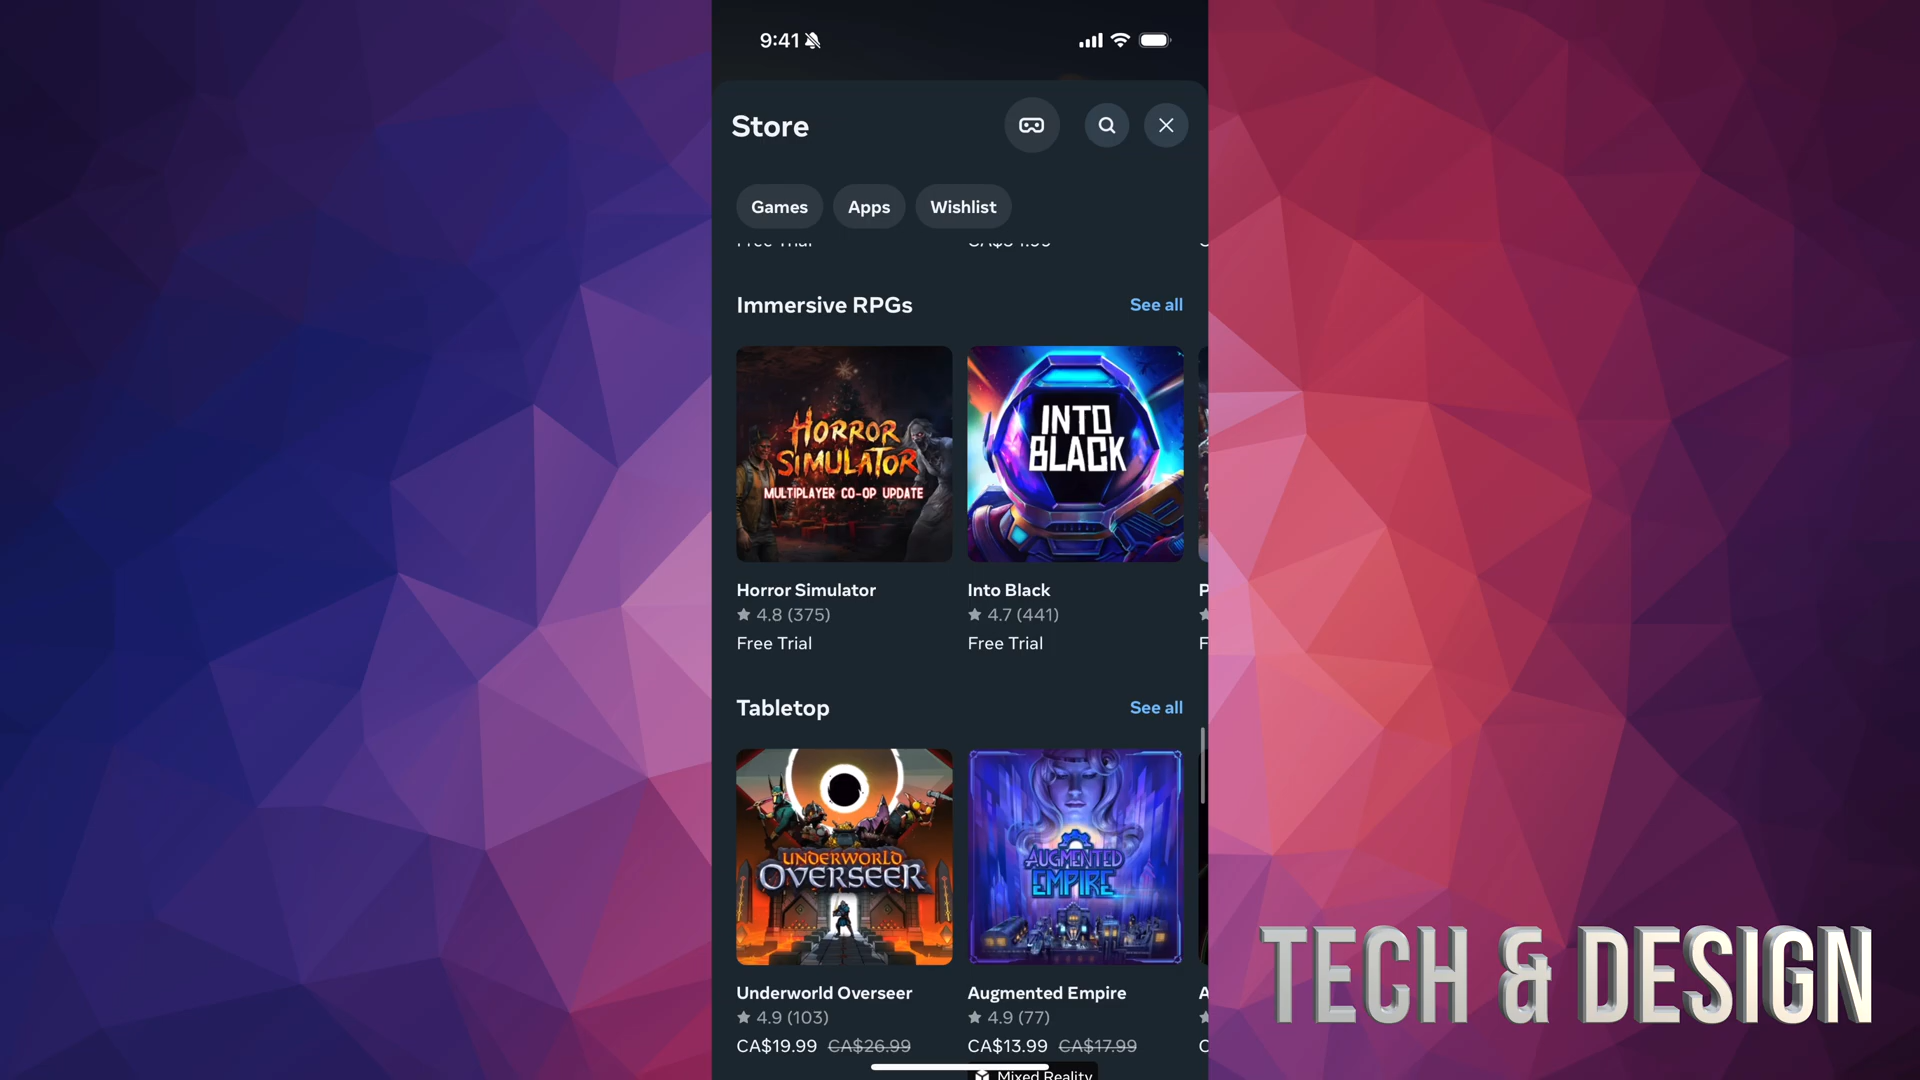 9:41
Store
Games Apps Wishlist
Immersive RPGs See all
HORROR
SIMULATOR
MULTIPLAYER CO-OP UPDATE
INTO
BLACK
Horror Simulator Into Black
4.8 (375) 4.7 (441)
Free Trial Free Trial
Tabletop See all
UNDERWORLD
OVERSEER
AUGMENTED
EMPIRE
Underworld Overseer Augmented Empire
4.9 (103) 4.9 (77)
CA$19.99 CA$26.99 CA$13.99 CA$17.99
Mixed Reality
TECH & DESIGN